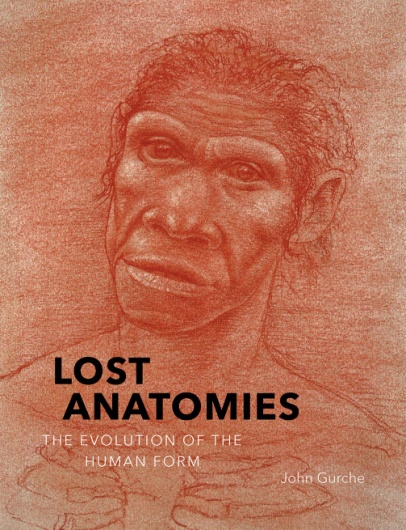 LOST
ANATOMIES
THE EVOLUTION OF THE
HUMAN FORM
John Gurche